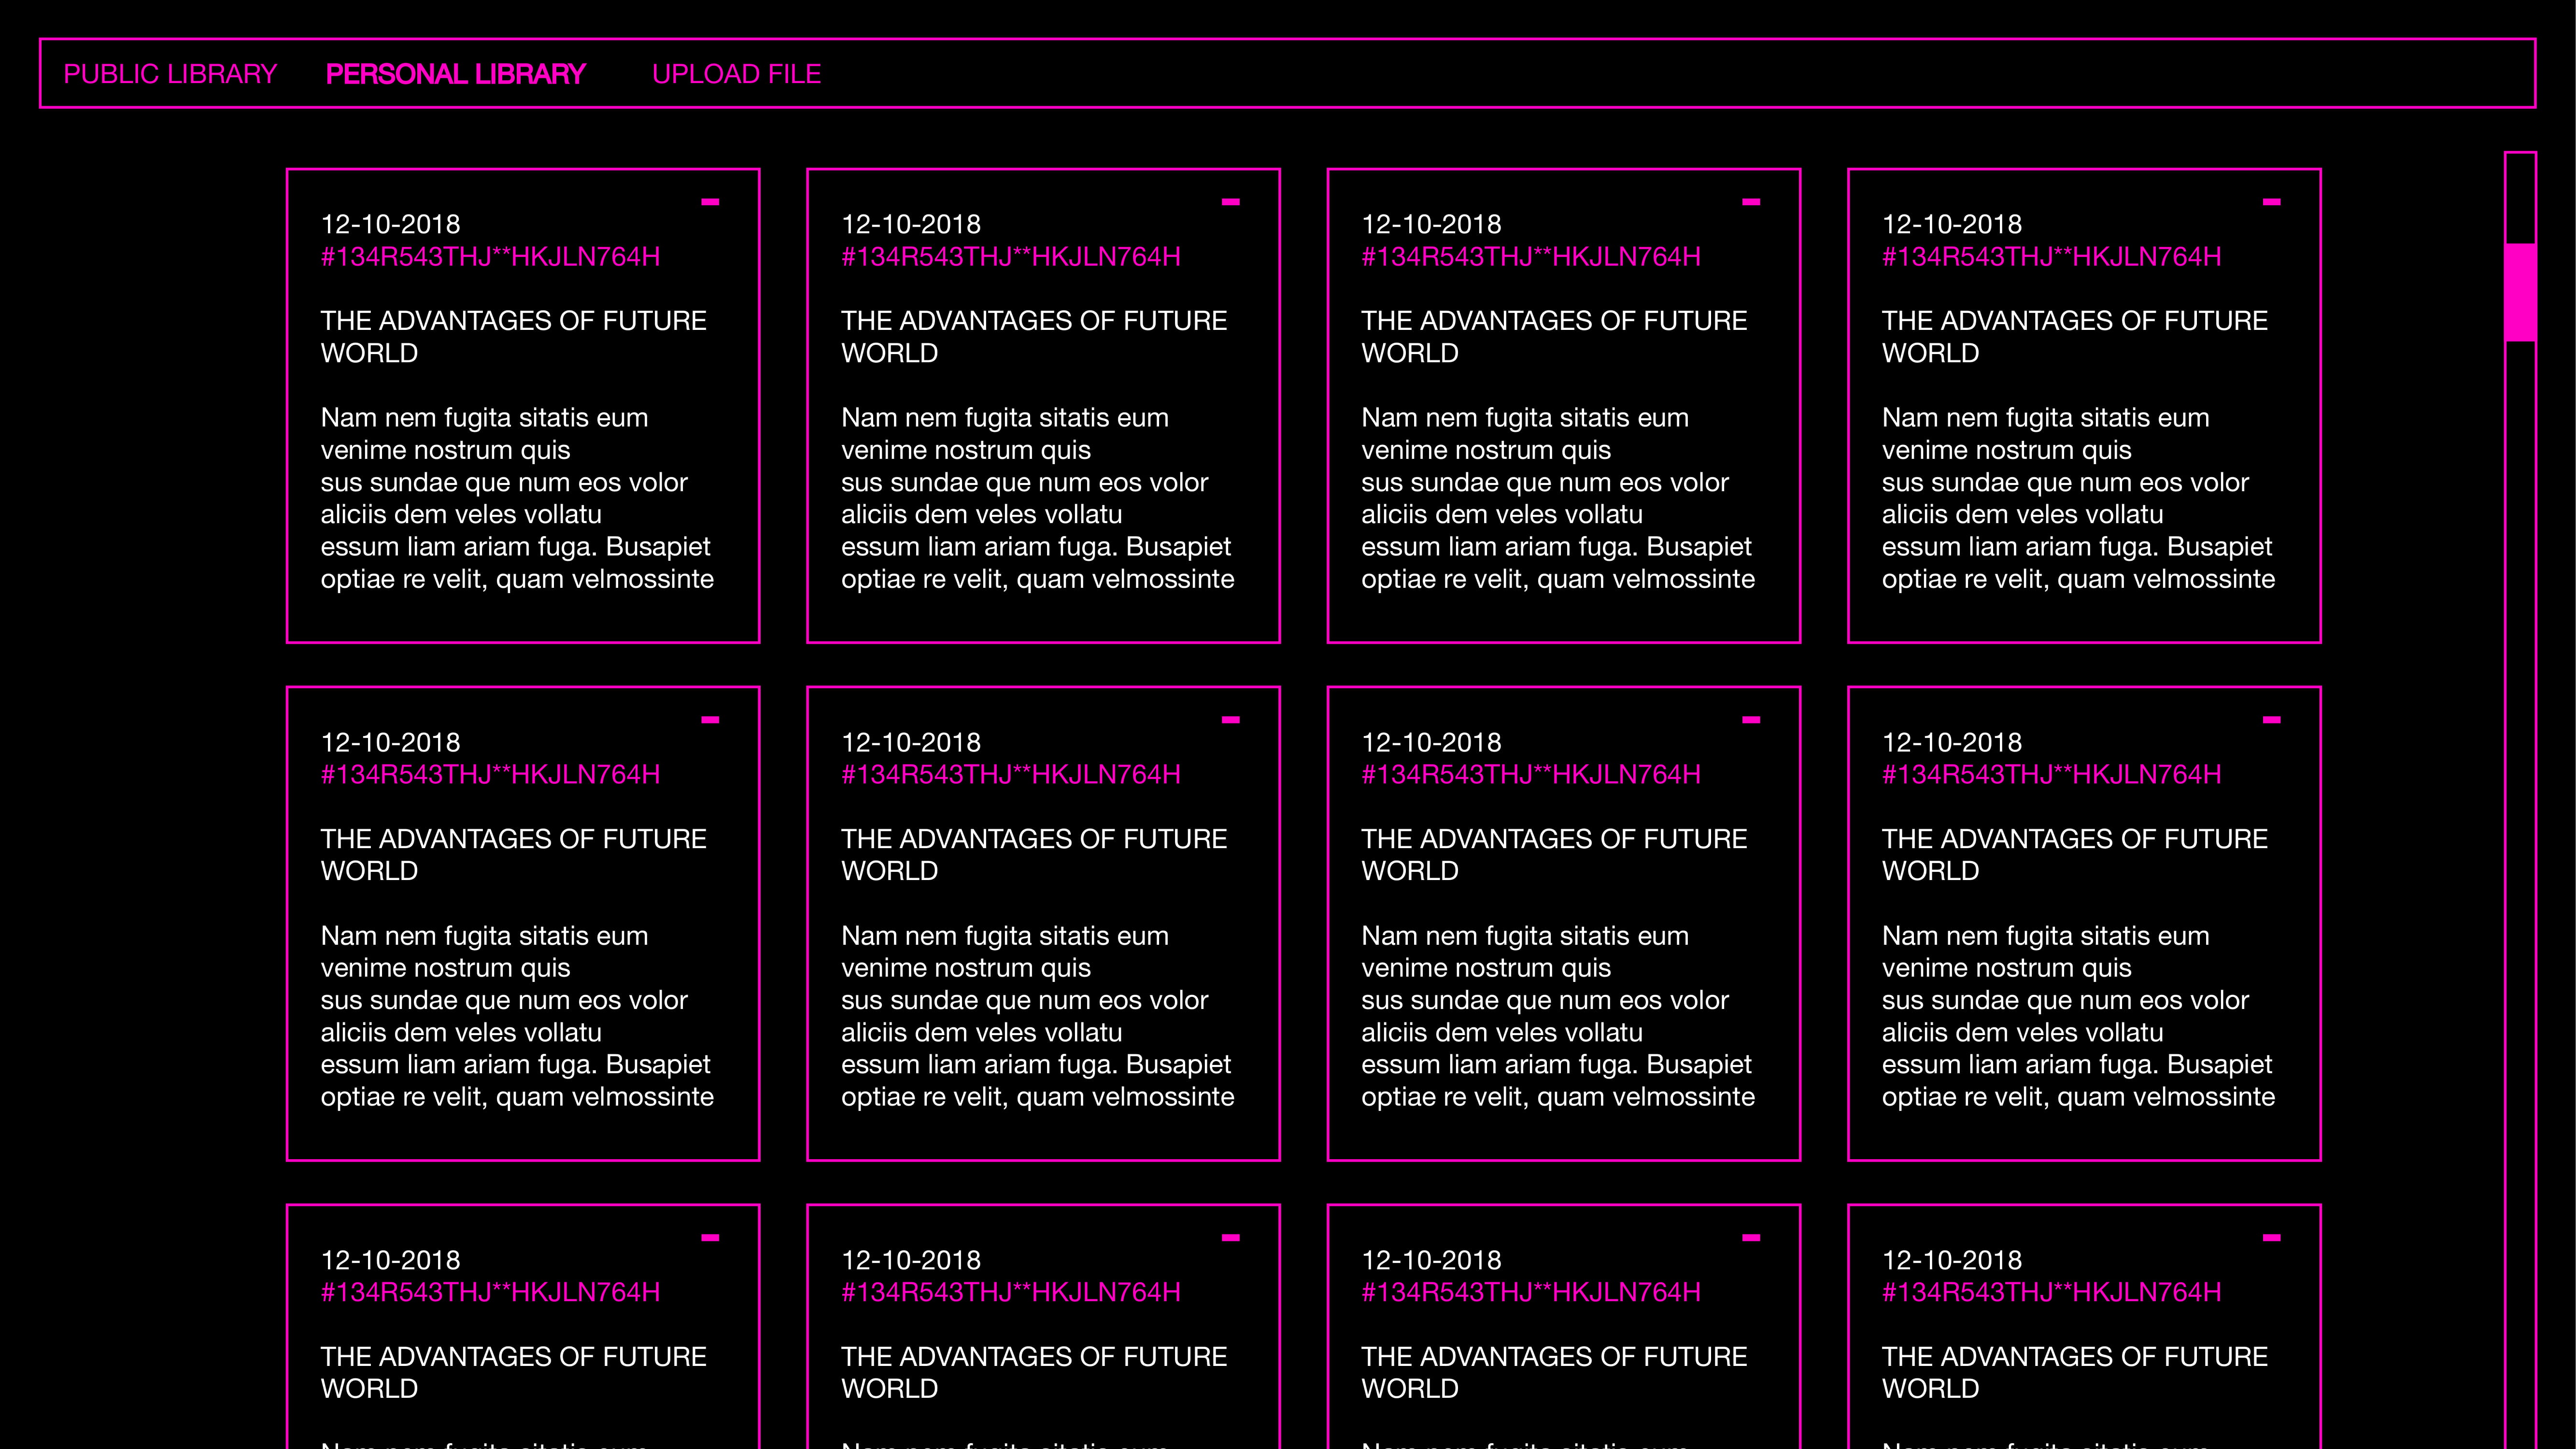 PUBLIC LIBRARY PERSONAL LIBRARY UPLOAD FILE
12-10-2018
#134R543THJ**HKJLN764H
THE ADVANTAGES OF FUTURE
WORLD
Nam nem fugita sitatis eum
venime nostrum quis
sus sundae que num eos volor
aliciis dem veles vollatu
essum liam ariam fuga. Busapiet
optiae re velit, quam velmossinte
12-10-2018
#134R543THJ**HKJLN764H
THE ADVANTAGES OF FUTURE
WORLD
Nam nem fugita sitatis eum
venime nostrum quis
sus sundae que num eos volor
aliciis dem veles vollatu
essum liam ariam fuga. Busapiet
optiae re velit, quam velmossinte
12-10-2018
#134R543THJ**HKJLN764H
THE ADVANTAGES OF FUTURE
WORLD
Nam nem fugita sitatis eum
venime nostrum quis
sus sundae que num eos volor
aliciis dem veles vollatu
essum liam ariam fuga. Busapiet
optiae re velit, quam velmossinte
12-10-2018
#134R543THJ**HKJLN764H
THE ADVANTAGES OF FUTURE
WORLD
Nam nem fugita sitatis eum
venime nostrum quis
sus sundae que num eos volor
aliciis dem veles vollatu
essum liam ariam fuga. Busapiet
optiae re velit, quam velmossinte
12-10-2018
#134R543THJ**HKJLN764H
THE ADVANTAGES OF FUTURE
WORLD
Nam nem fugita sitatis eum
venime nostrum quis
sus sundae que num eos volor
aliciis dem veles vollatu
essum liam ariam fuga. Busapiet
optiae re velit, quam velmossinte
12-10-2018
#134R543THJ**HKJLN764H
THE ADVANTAGES OF FUTURE
WORLD
Nam nem fugita sitatis eum
venime nostrum quis
sus sundae que num eos volor
aliciis dem veles vollatu
essum liam ariam fuga. Busapiet
optiae re velit, quam velmossinte
12-10-2018
#134R543THJ**HKJLN764H
THE ADVANTAGES OF FUTURE
WORLD
Nam nem fugita sitatis eum
venime nostrum quis
sus sundae que num eos volor
aliciis dem veles vollatu
essum liam ariam fuga. Busapiet
optiae re velit, quam velmossinte
12-10-2018
#134R543THJ**HKJLN764H
THE ADVANTAGES OF FUTURE
WORLD
Nam nem fugita sitatis eum
venime nostrum quis
sus sundae que num eos volor
aliciis dem veles vollatu
essum liam ariam fuga. Busapiet
optiae re velit, quam velmossinte
12-10-2018
#134R543THJ**HKJLN764H
THE ADVANTAGES OF FUTURE
WORLD
12-10-2018
#134R543THJ**HKJLN764H
THE ADVANTAGES OF FUTURE
WORLD
12-10-2018
#134R543THJ**HKJLN764H
THE ADVANTAGES OF FUTURE
WORLD
12-10-2018
#134R543THJ**HKJLN764H
THE ADVANTAGES OF FUTURE
WORLD